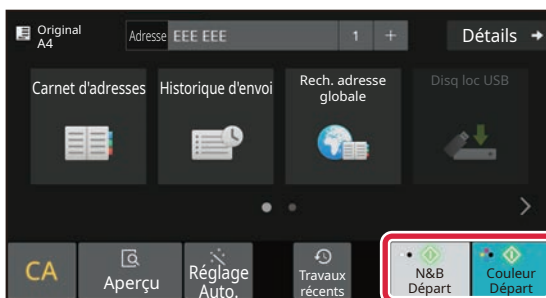 Original
A4
Adresse EEE EEE 1 +
Détails
Carnet d'adresses
Historique d'envoi
Rech. adresse
globale
Disq loc USB
CA
Aperçu
Réglage
Auto.
Travaux
récents
N&B
Départ
Couleur
Départ